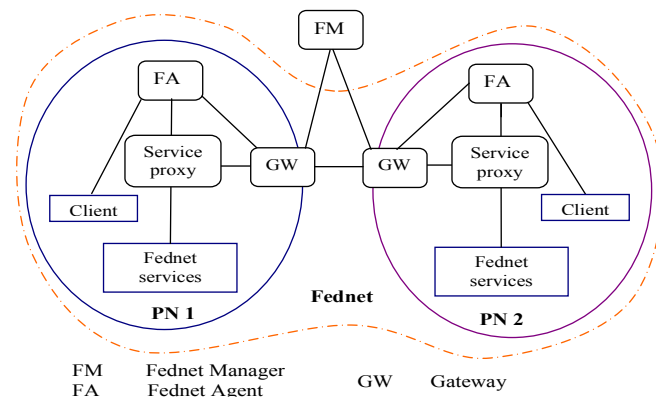 FM
FA
FA
Service
proxy
GW
GW
Service
proxy
Client
Client
Fednet
services
Fednet
services
Fednet
PN 1
PN 2
FM Fednet Manager
FA Fednet Agent
GW Gateway